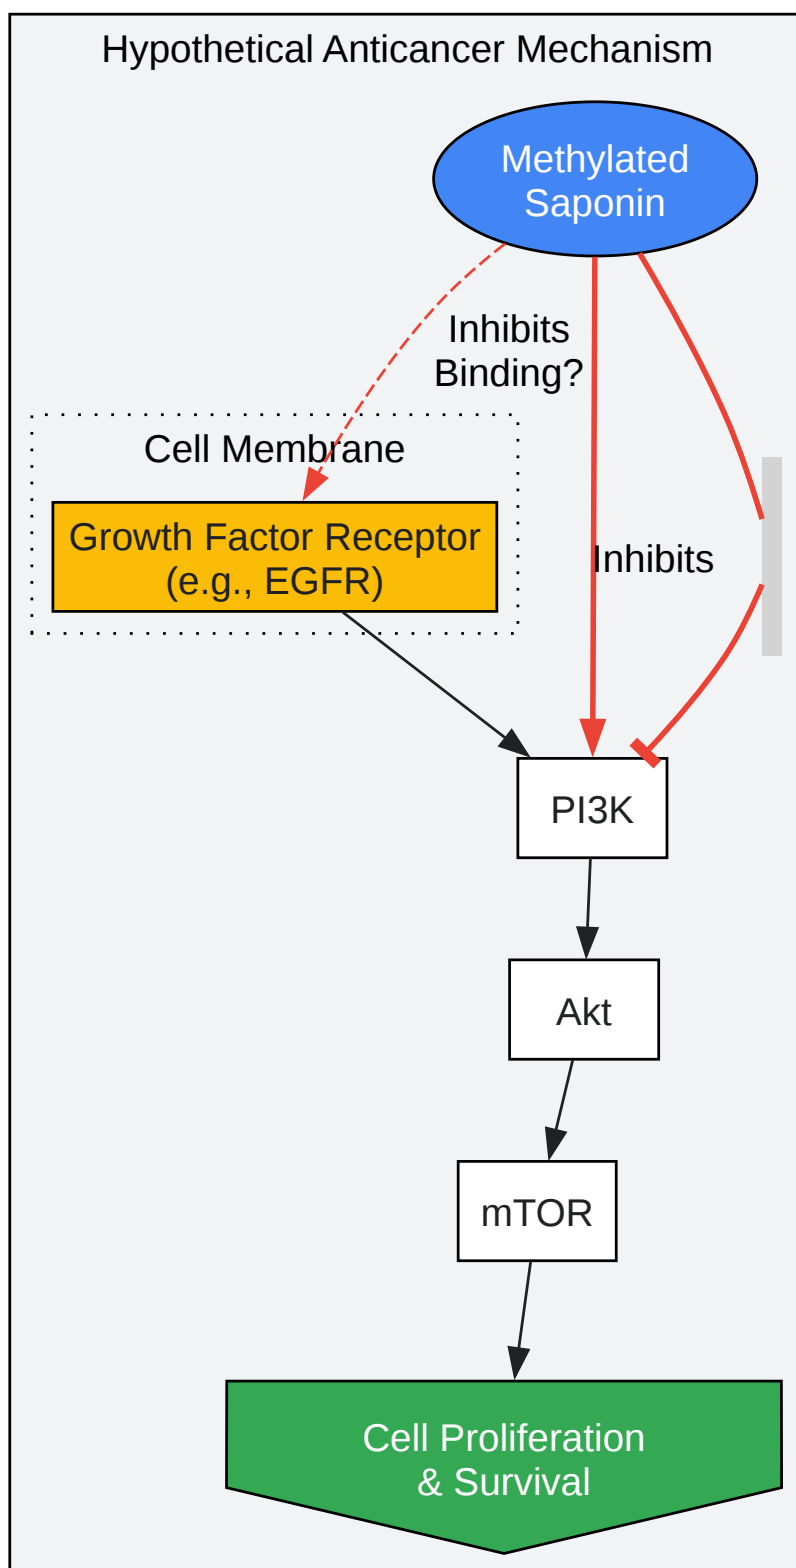 Hypothetical Anticancer Mechanism
Methylated
Saponin
Inhibits
Binding?
Cell Membrane
Growth Factor Receptor
(e.g., EGFR)
Inhibits
PI3K
Akt
mTOR
Cell Proliferation
& Survival